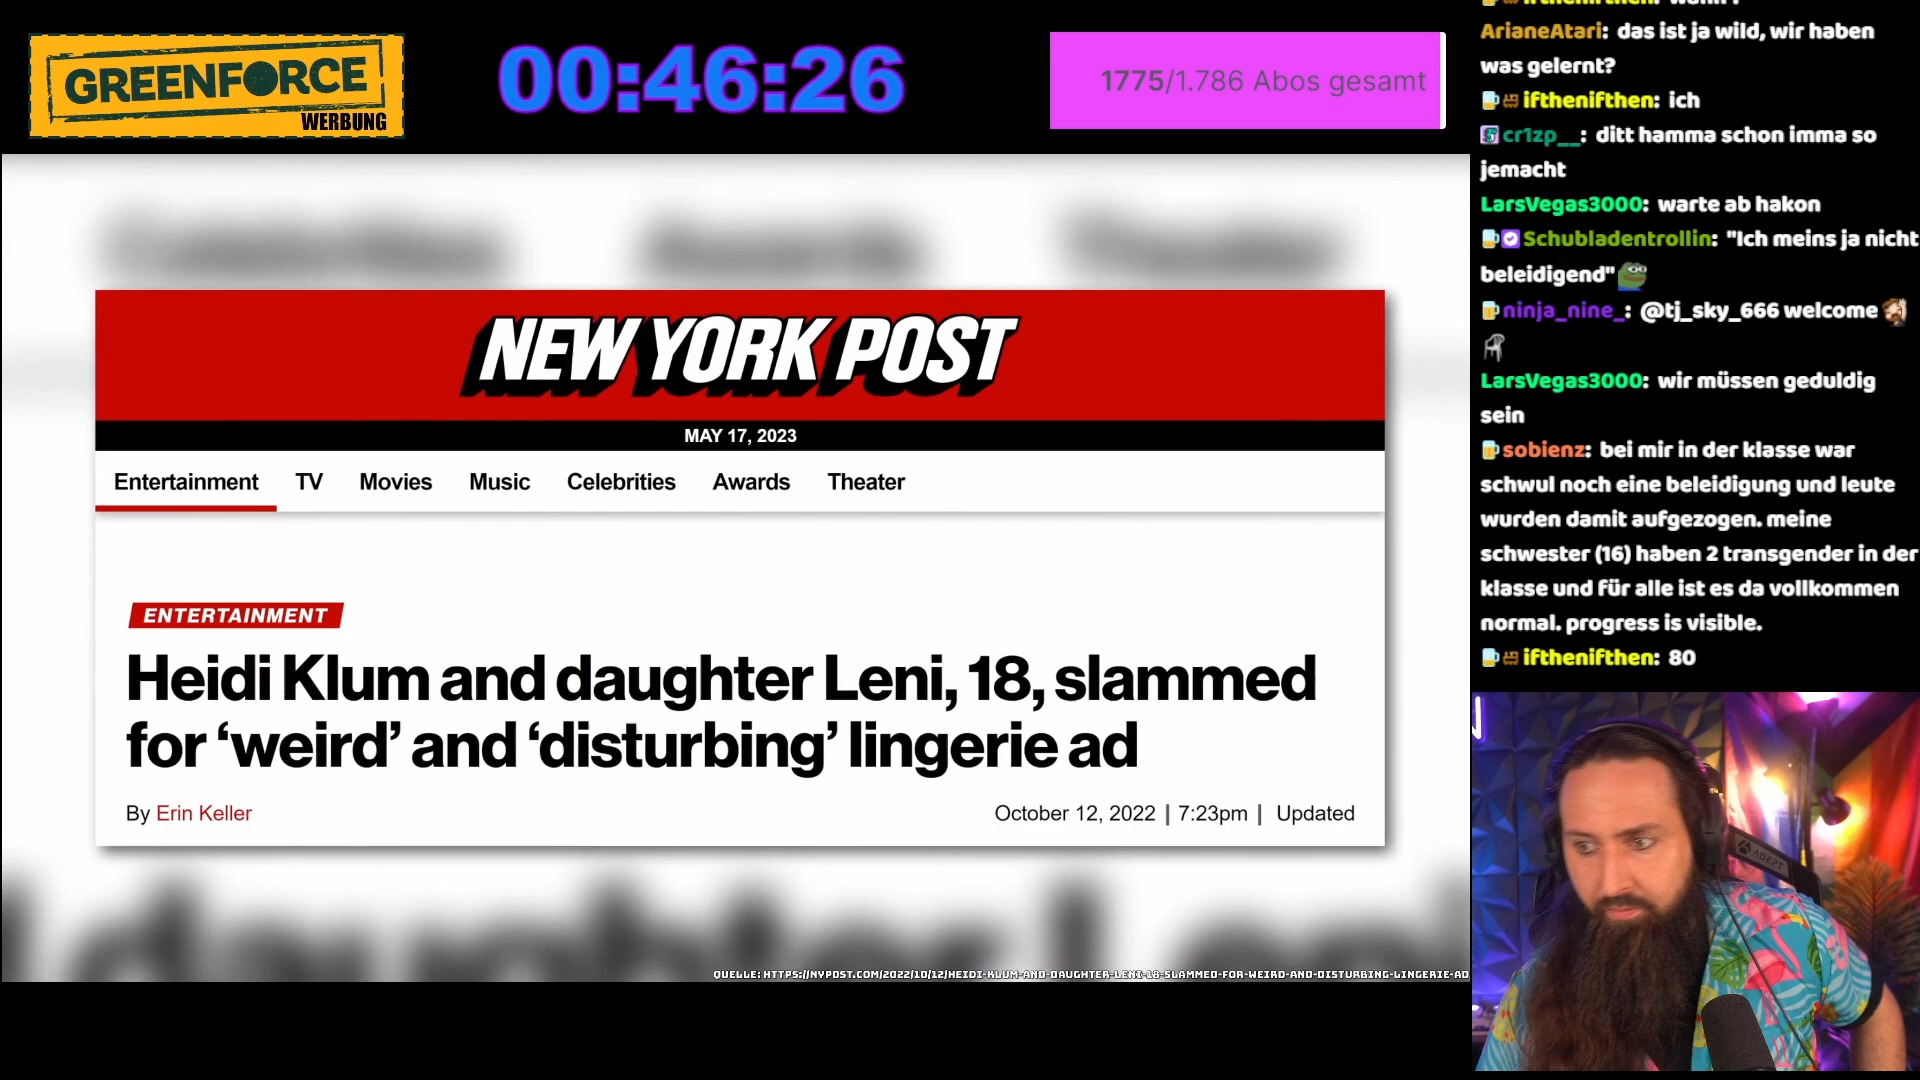 GREENFORCE
WERBUNG
00:46:26
1775/1.786 Abos gesamt
NEW YORK POST
MAY 17, 2023
Entertainment TV Movies Music Celebrities Awards Theater
ENTERTAINMENT
Heidi Klum and daughter Leni, 18, slammed
for ‘weird’ and ‘disturbing’ lingerie ad
By Erin Keller October 12, 2022 | 7:23pm | Updated
QUELLE: HTTPS://NYPOST.COM/2022/10/12/HEIDI-KLUM-AND-DAUGHTER-LENI-18-SLAMMED-FOR-WEIRD-AND-DISTURBING-LINGERIE-AD
ArianeAtari: das ist ja wild, wir haben
was gelernt?
ifthenifthen: ich
cr1zp__: ditt hamma schon imma so
jemacht
LarsVegas3000: warte ab hakon
Schubladentrollin: "Ich meins ja nicht
beleidigend"
ninja_nine_: @tj_sky_666 welcome
LarsVegas3000: wir müssen geduldig
sein
sobienz: bei mir in der klasse war
schwul noch eine beleidigung und leute
wurden damit aufgezogen. meine
schwester (16) haben 2 transgender in der
klasse und für alle ist es da vollkommen
normal. progress is visible.
ifthenifthen: 80
ADEPT